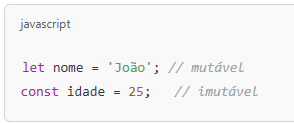 javascript
let nome = 'João'; // mutável
const idade = 25;   // imutável